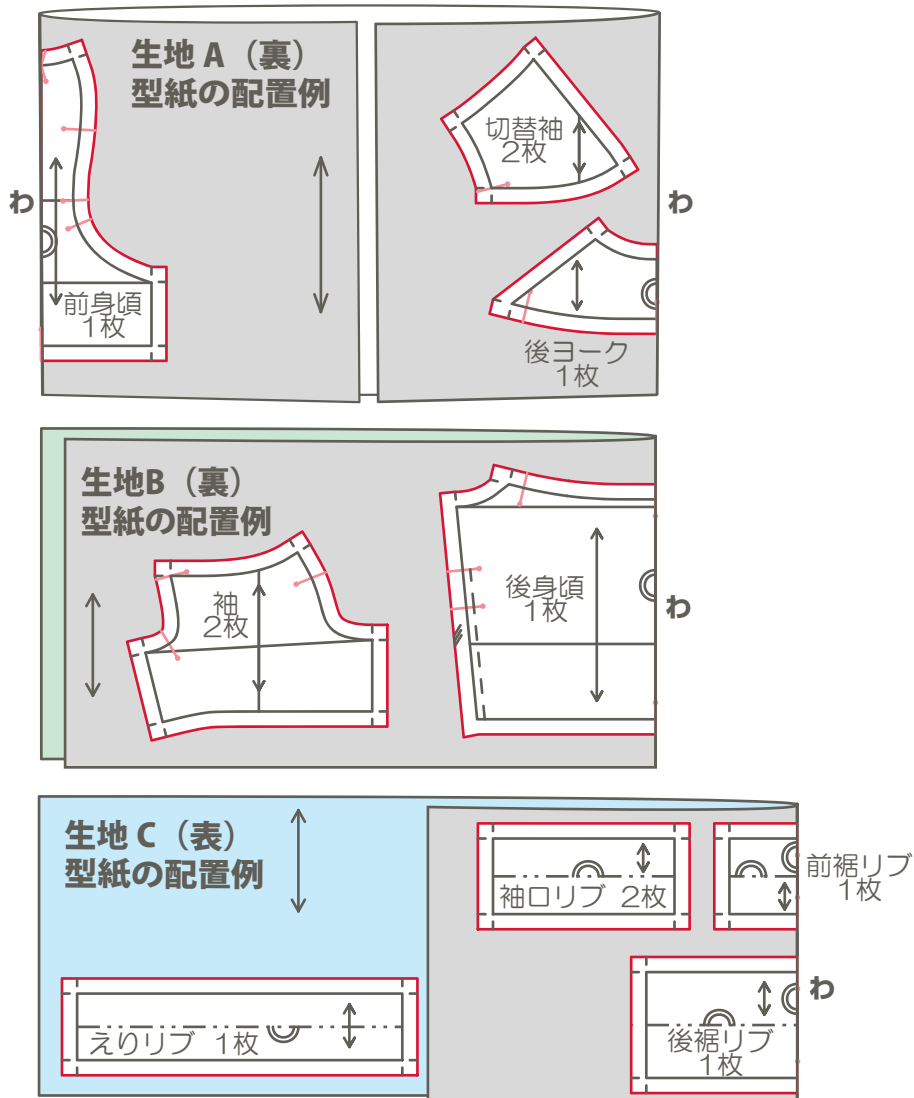 生地 A（裏）
型紙の配置例
切替袖
2枚
わ
わ
前身頃
1枚
後ヨーク
1枚
生地B（裏）
型紙の配置例
袖
2枚
後身頃
1枚
わ
生地 C（表）
型紙の配置例
袖口リブ 2枚
前裾リブ
1枚
わ
えりリブ 1枚
後裾リブ
1枚